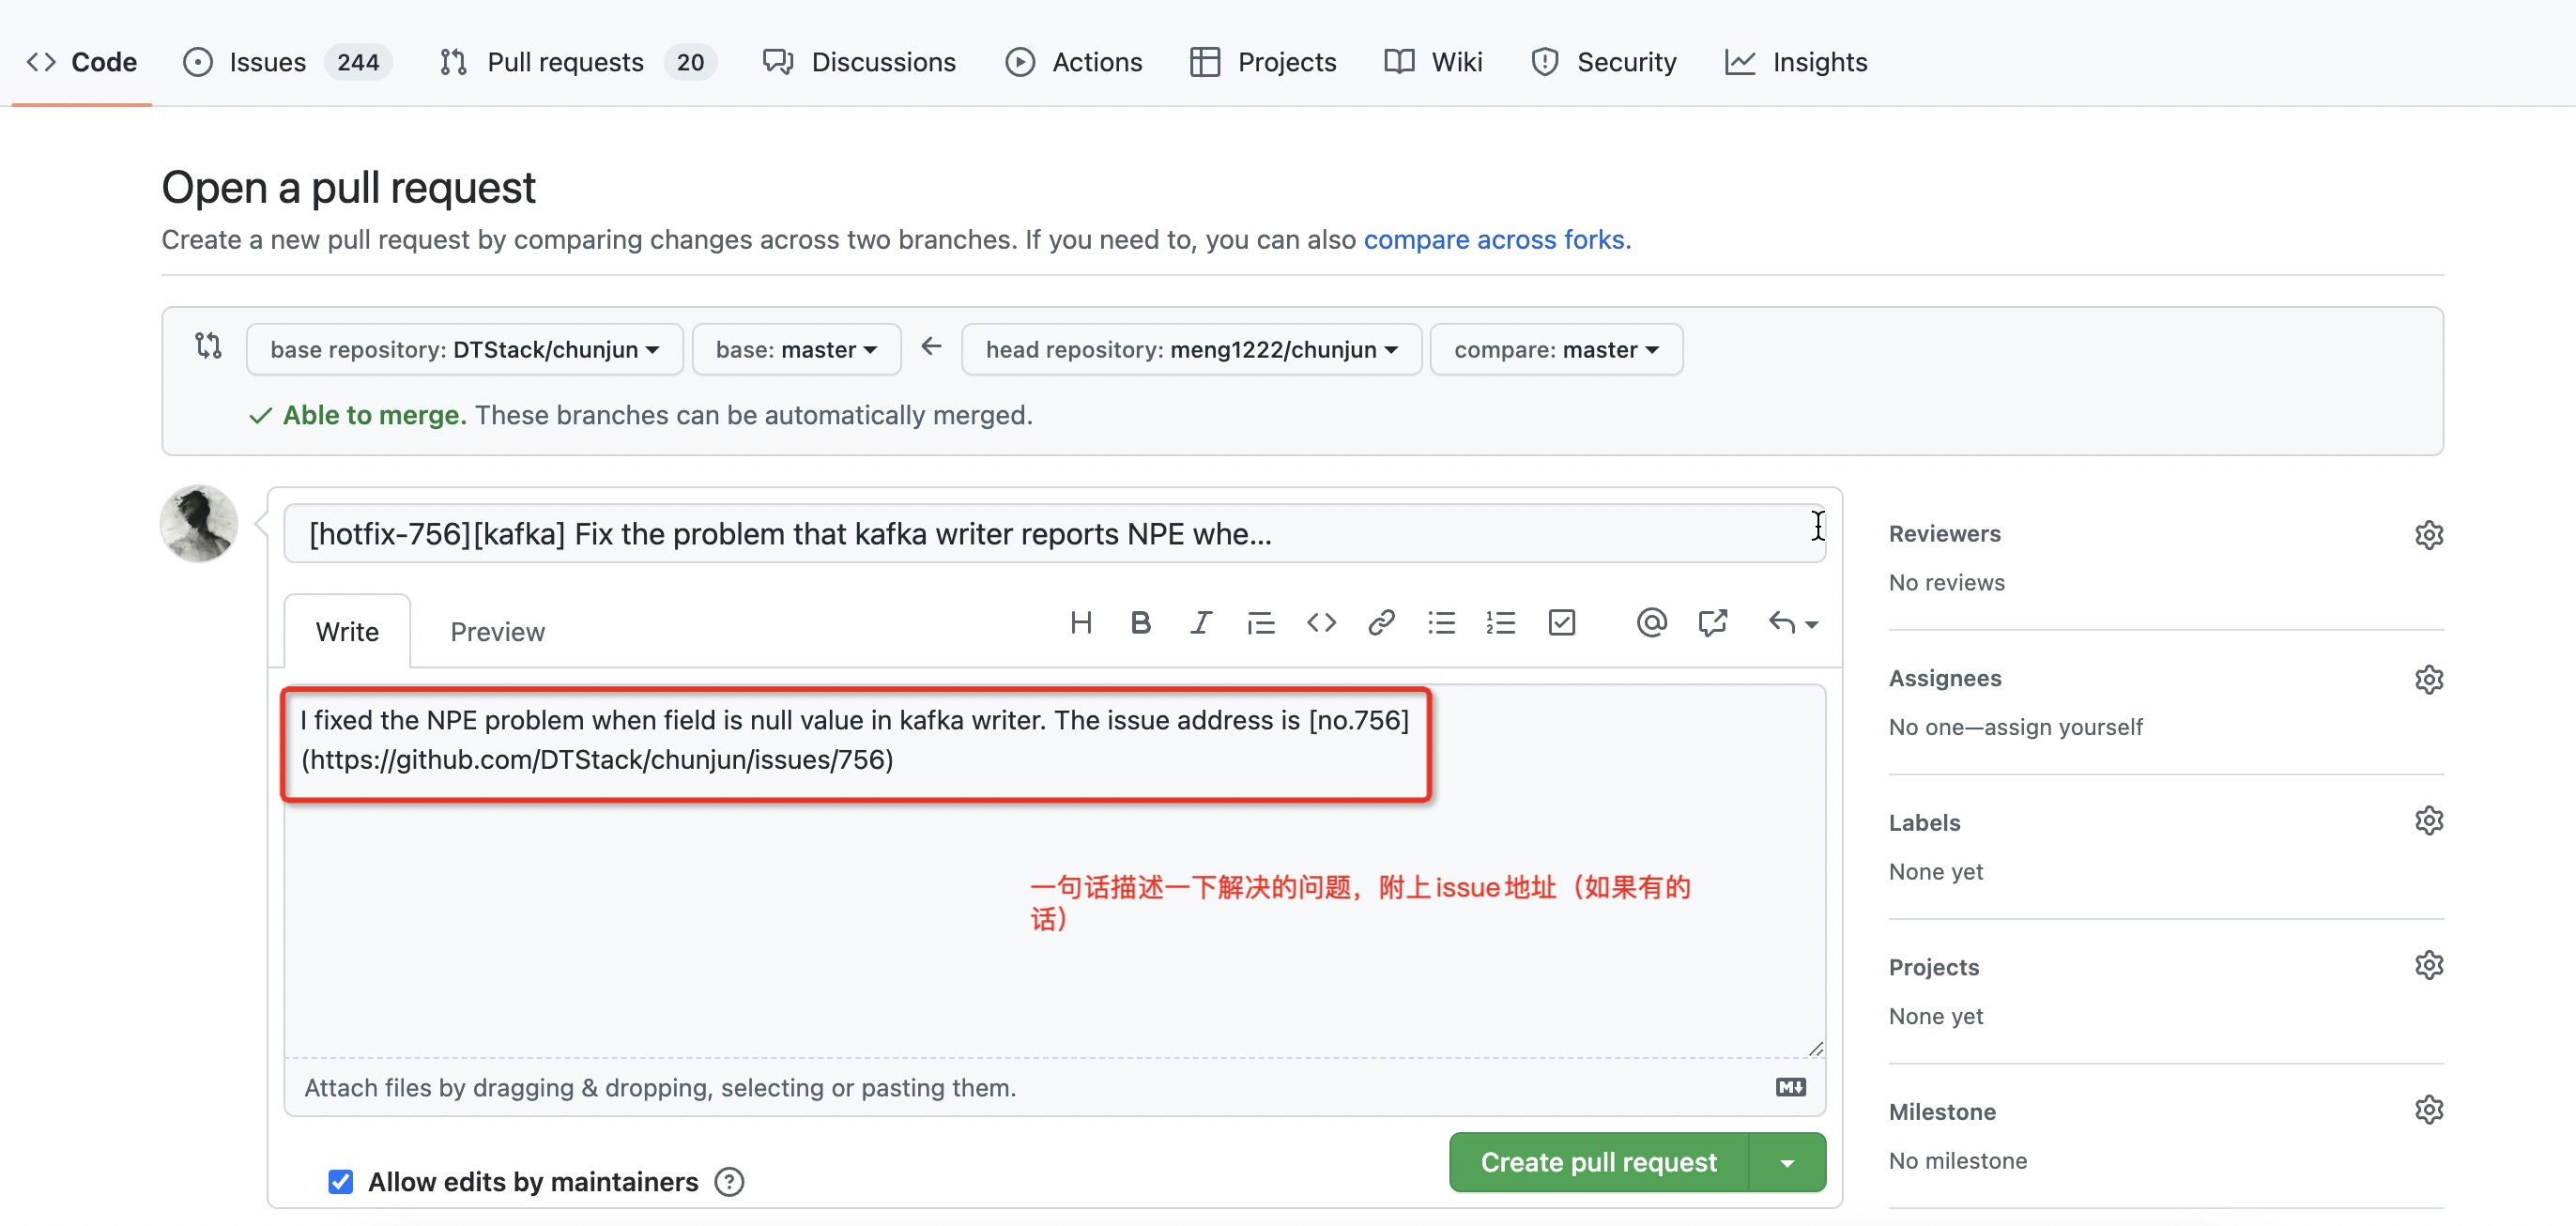 Code Issues 244 Pull requests 20 Discussions Actions Projects Wiki Security Insights
Open a pull request
Create a new pull request by comparing changes across two branches. If you need to, you can also compare across forks.
base repository: DTStack/chunjun base: master head repository: meng1222/chunjun compare: master
Able to merge. These branches can be automatically merged.
[hotfix-756][kafka] Fix the problem that kafka writer reports NPE whe...
Write Preview
I fixed the NPE problem when field is null value in kafka writer. The issue address is [no.756]
(https://github.com/DTStack/chunjun/issues/756)
一句话描述一下解决的问题，附上issue地址（如果有的
话）
Attach files by dragging & dropping, selecting or pasting them.
Allow edits by maintainers
Create pull request
Reviewers
No reviews
Assignees
No one—assign yourself
Labels
None yet
Projects
None yet
Milestone
No milestone